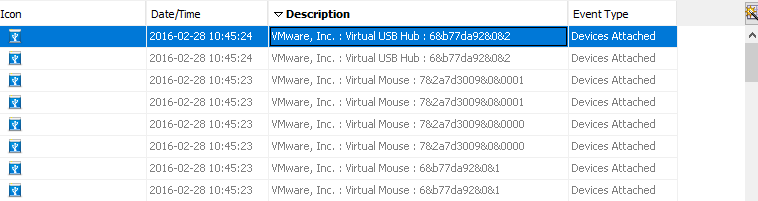 Icon Date/Time Description Event Type
2016-02-28 10:45:24 VMware, Inc. : Virtual USB Hub : 6&b77da92&0&2 Devices Attached
2016-02-28 10:45:24 VMware, Inc. : Virtual USB Hub : 6&b77da92&0&2 Devices Attached
2016-02-28 10:45:23 VMware, Inc. : Virtual Mouse : 7&2a7d3009&0&0001 Devices Attached
2016-02-28 10:45:23 VMware, Inc. : Virtual Mouse : 7&2a7d3009&0&0001 Devices Attached
2016-02-28 10:45:23 VMware, Inc. : Virtual Mouse : 7&2a7d3009&0&0000 Devices Attached
2016-02-28 10:45:23 VMware, Inc. : Virtual Mouse : 7&2a7d3009&0&0000 Devices Attached
2016-02-28 10:45:23 VMware, Inc. : Virtual Mouse : 6&b77da92&0&1 Devices Attached
2016-02-28 10:45:23 VMware, Inc. : Virtual Mouse : 6&b77da92&0&1 Devices Attached